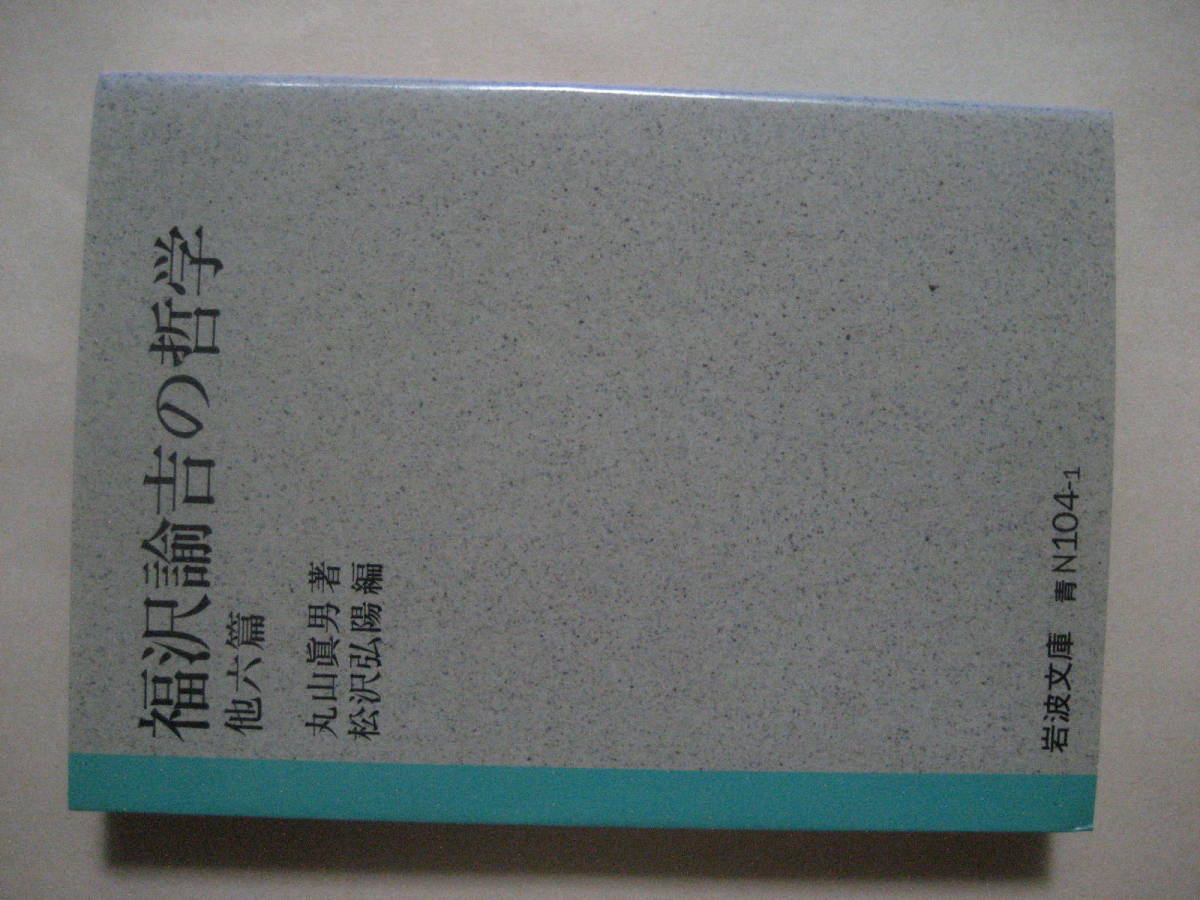 福沢諭吉の哲学
他六篇
丸山眞男著
松沢弘陽編
岩波文庫 青N104-1